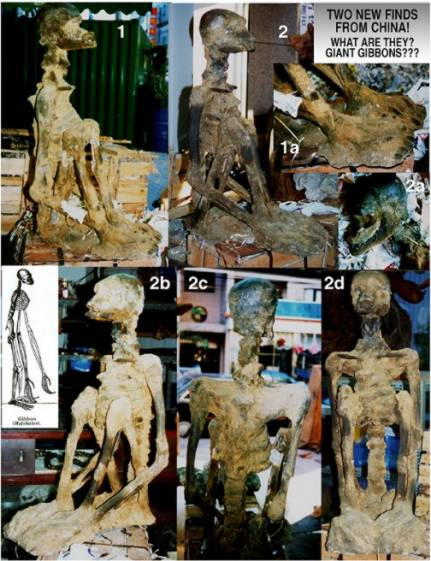 1
2
TWO NEW FINDS
FROM CHINA!
WHAT ARE THEY?
GIANT GIBBONS???
1a
2a
2b
2c
2d
Gibbon